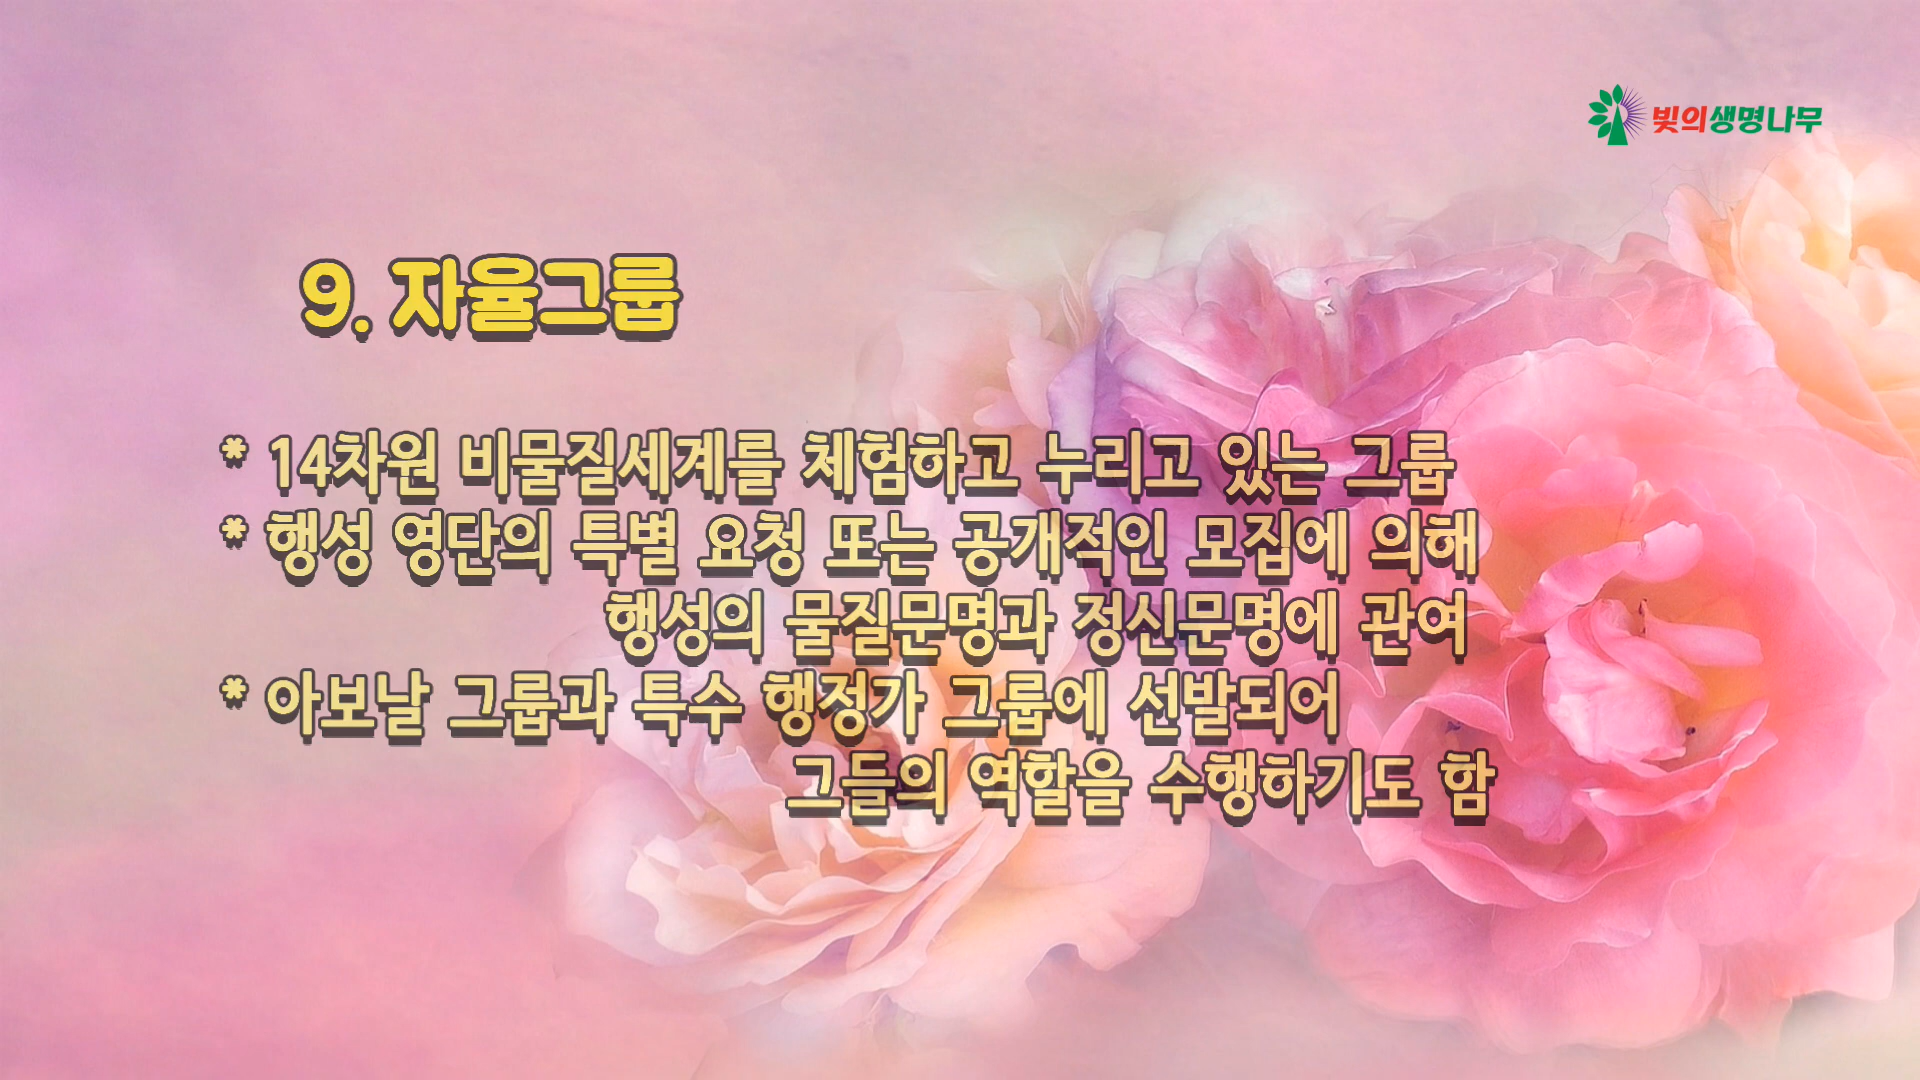 빛의생명나무
9. 자율그룹
* 14차원 비물질세계를 체험하고 누리고 있는 그룹
* 행성 영단의 특별 요청 또는 공개적인 모집에 의해
행성의 물질문명과 정신문명에 관여
* 아보날 그룹과 특수 행정가 그룹에 선발되어
그들의 역할을 수행하기도 함